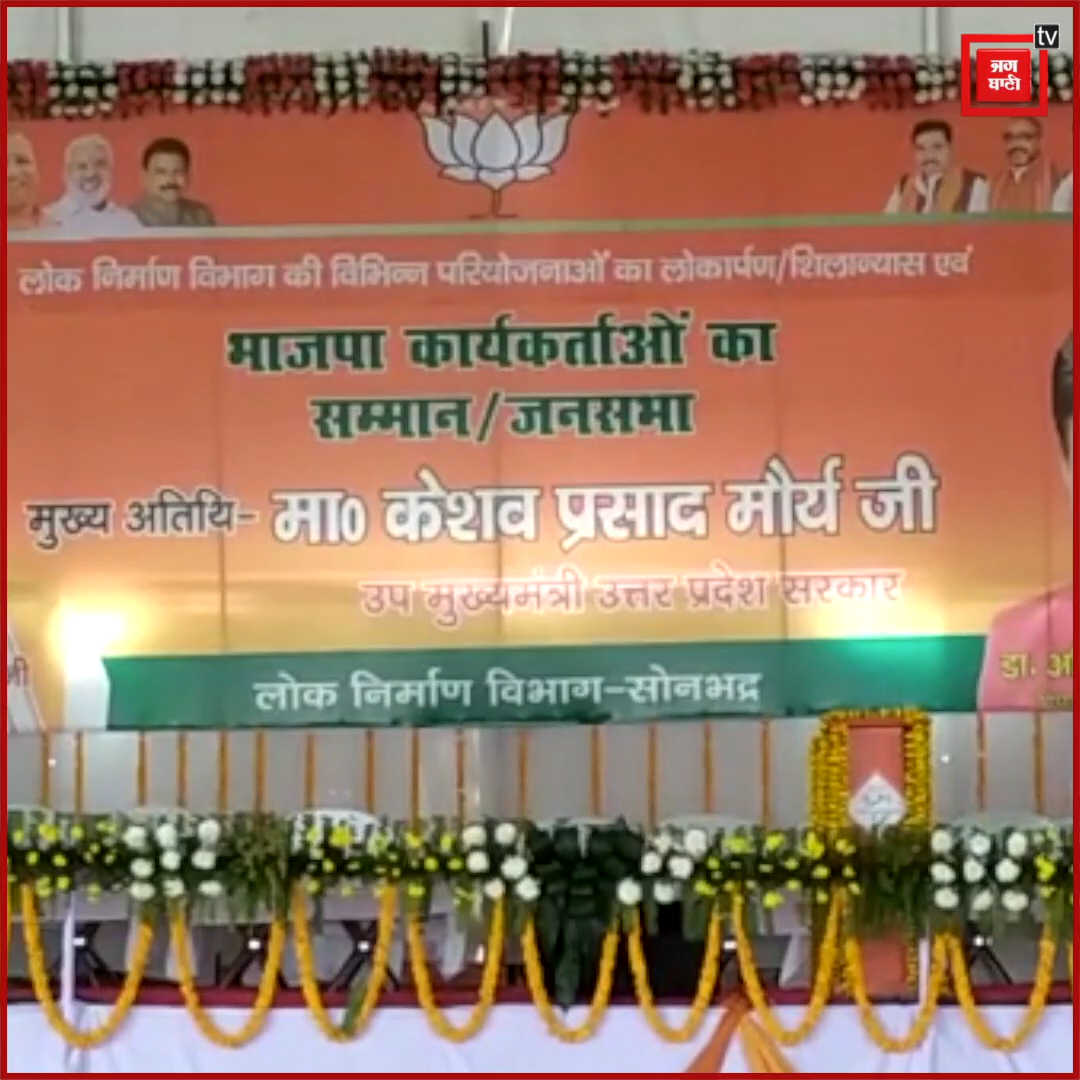 tv
ਜਗ
ਬਾਣੀ
लोक निर्माण विभाग की विभिन्न परियोजनाओं का लोकार्पण/शिलान्यास एवं
भाजपा कार्यकर्ताओं का
सम्मान/जनसभा
मुख्य अतिथि- मा० केशव प्रसाद मौर्य जी
उप मुख्यमंत्री उत्तर प्रदेश सरकार
लोक निर्माण विभाग-सोनभद्र
डा.